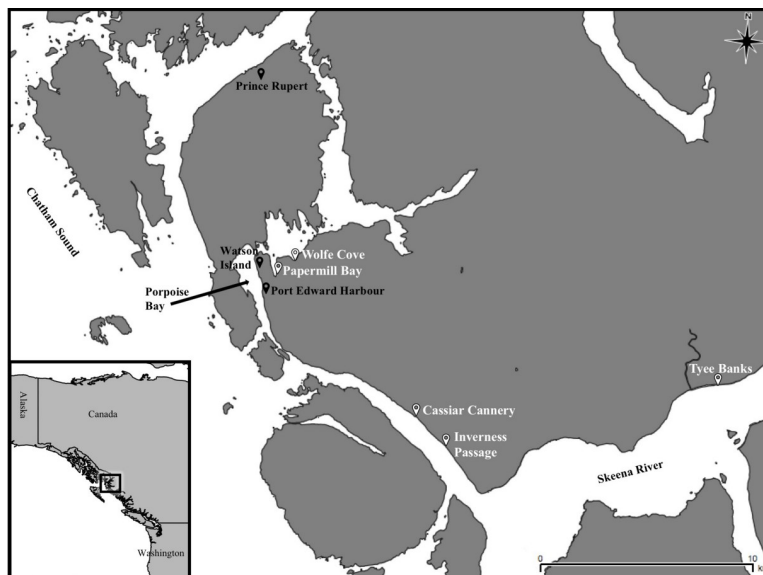 N
Prince Rupert
Chatham Sound
Watson
Island
Wolfe Cove
Papermill Bay
Porpoise
Bay
Port Edward Harbour
Tyee Banks
Cassiar Cannery
Inverness
Passage
Skeena River
Alaska
Canada
Washington
0
10
km